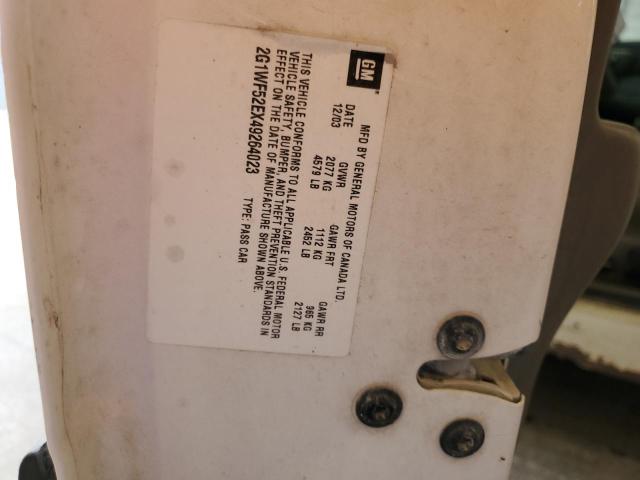 GM
MFD BY GENERAL MOTORS OF CANADA LTD.
DATE GVWR GAWR FRT GAWR RR
12/03 2077 KG 1112 KG 965 KG
4579 LB 2452 LB 2127 LB
THIS VEHICLE CONFORMS TO ALL APPLICABLE U.S. FEDERAL MOTOR
VEHICLE SAFETY, BUMPER, AND THEFT PREVENTION STANDARDS IN
EFFECT ON THE DATE OF MANUFACTURE SHOWN ABOVE.
2G1WF52EX49264023 TYPE: PASS CAR